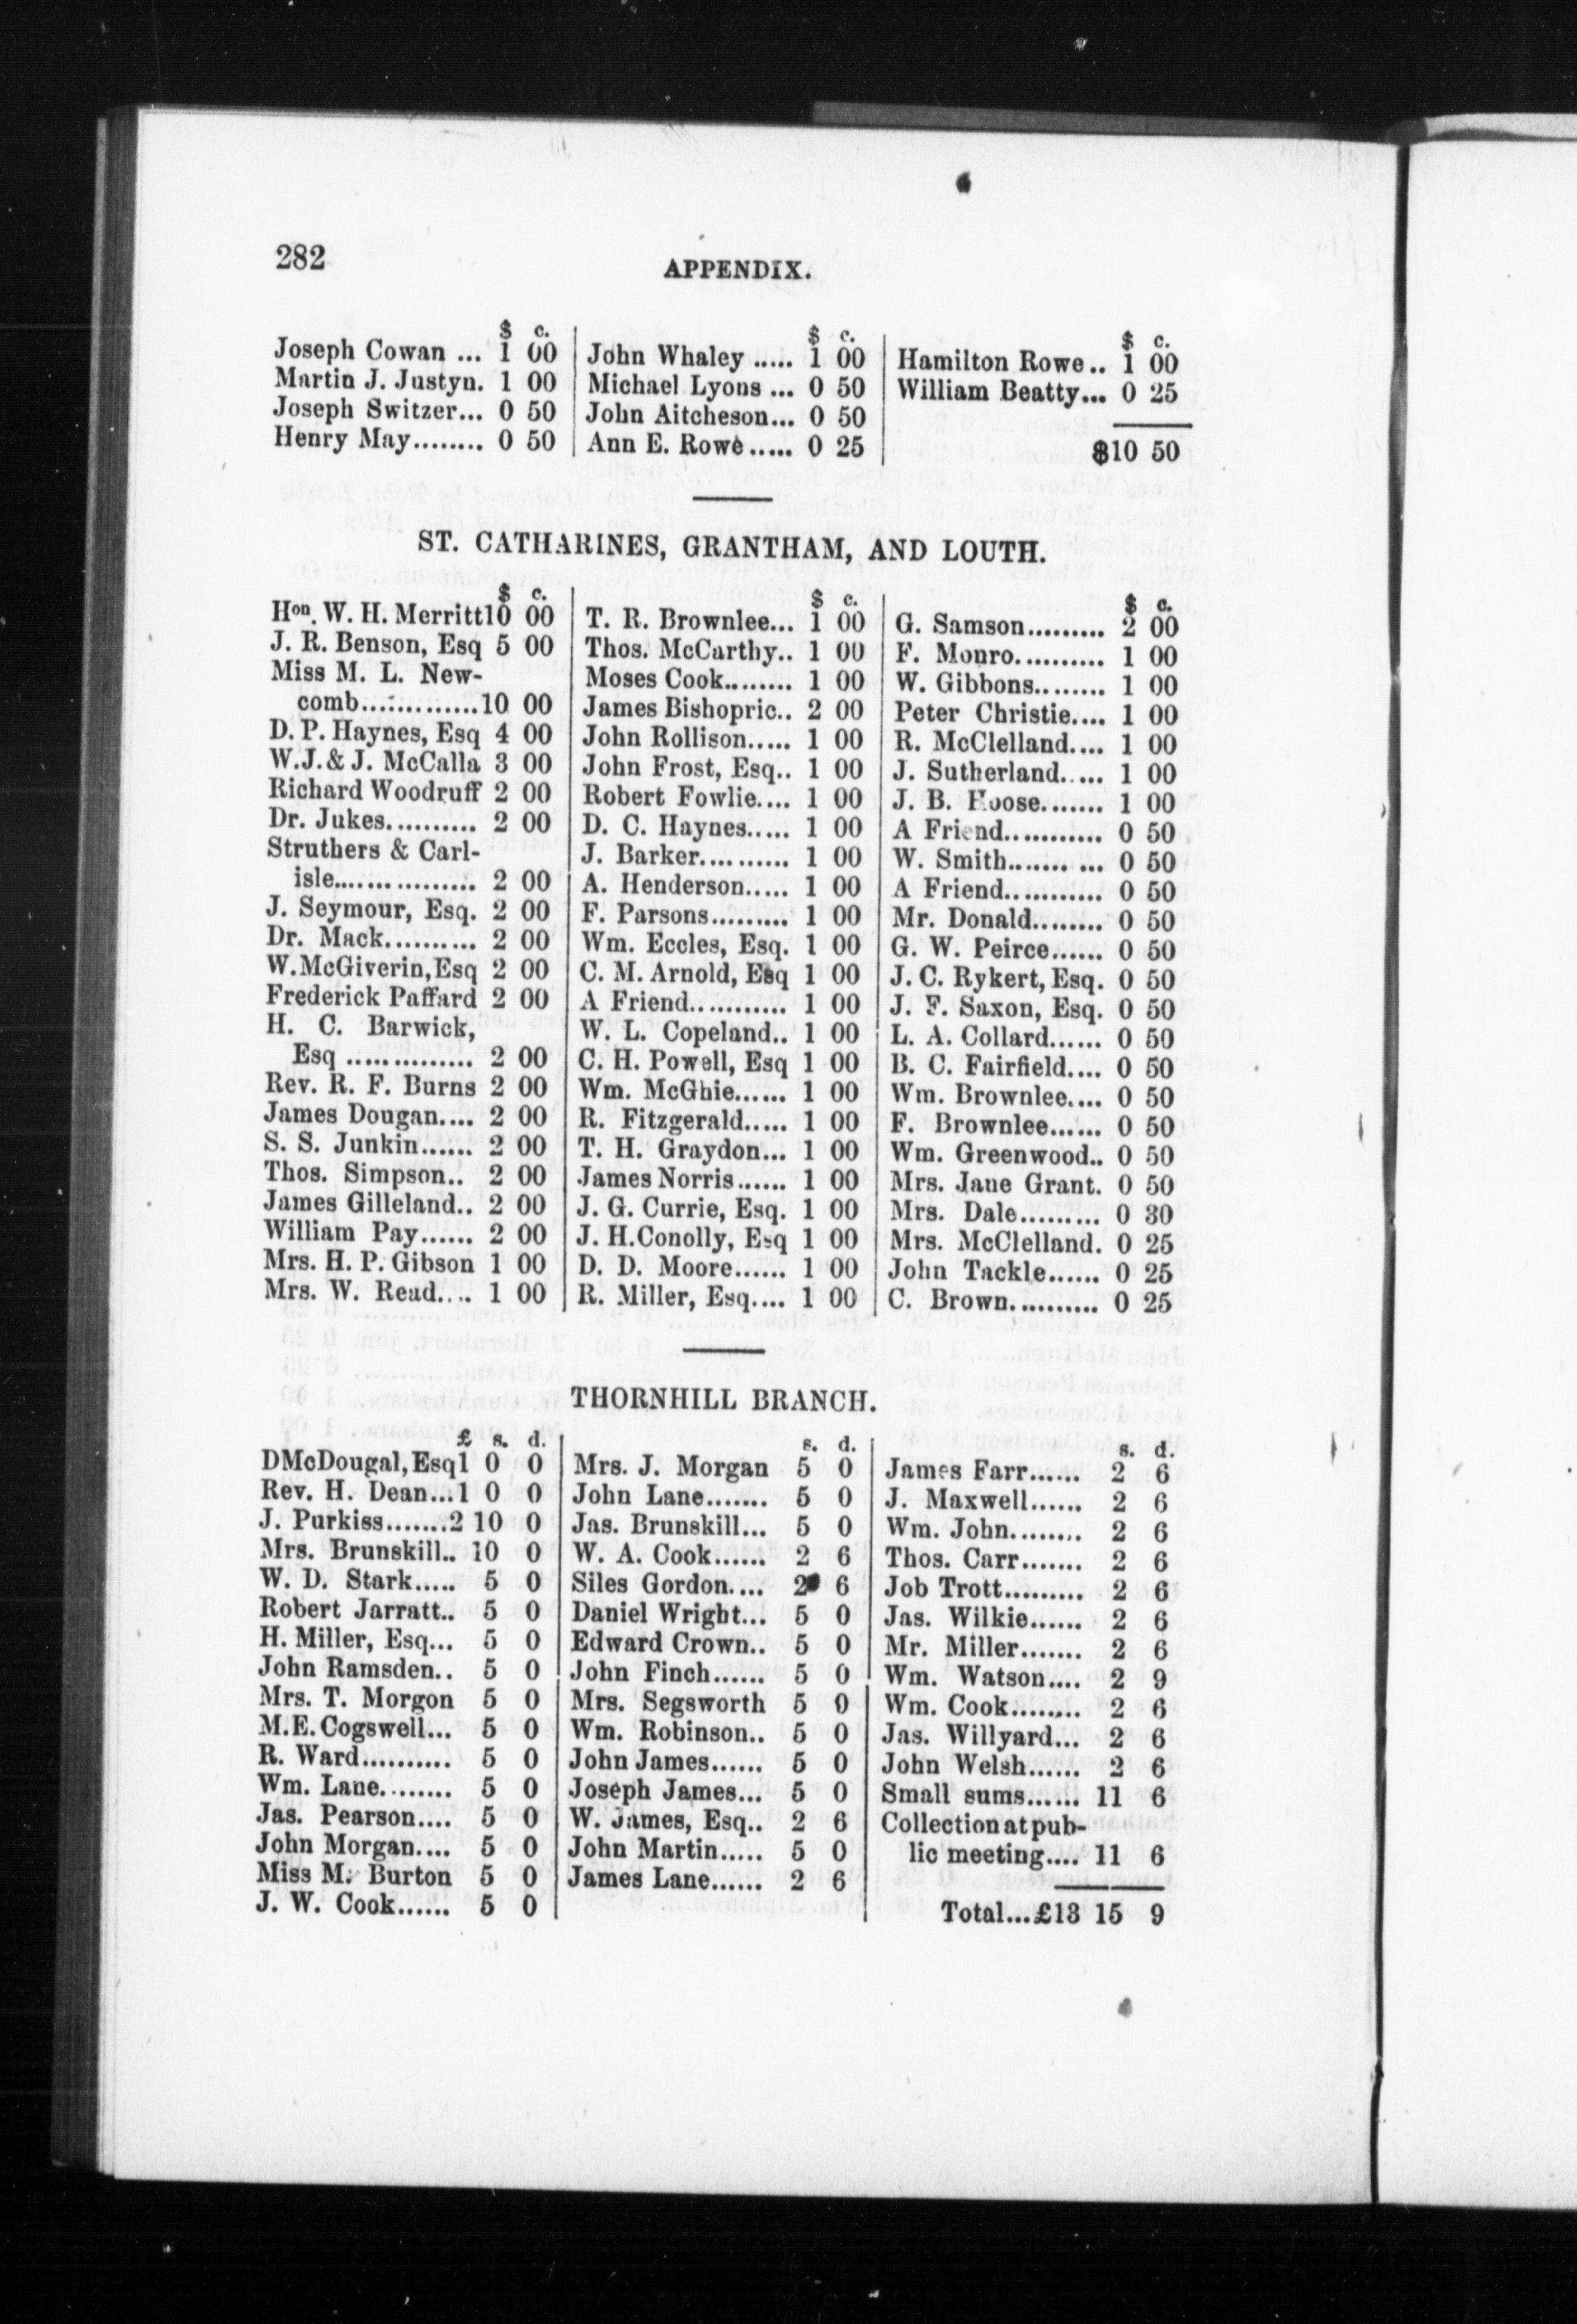 282
APPENDIX.
$ c.
Joseph Cowan ... 1 00
Martin J. Justyn. 1 00
Joseph Switzer... 0 50
Henry May........ 0 50
$ c.
John Whaley ..... 1 00
Michael Lyons ... 0 50
John Aitcheson... 0 50
Ann E. Rowe ..... 0 25
$ c.
Hamilton Rowe.. 1 00
William Beatty... 0 25
$10 50
ST. CATHARINES, GRANTHAM, AND LOUTH.
$ c.
Hon. W. H. Merritt10 00
J. R. Benson, Esq 5 00
Miss M. L. New-
comb.............10 00
D. P. Haynes, Esq 4 00
W.J. & J. McCalla 3 00
Richard Woodruff 2 00
Dr. Jukes.......... 2 00
Struthers & Carl-
isle................ 2 00
J. Seymour, Esq. 2 00
Dr. Mack.......... 2 00
W.McGiverin,Esq 2 00
Frederick Paffard 2 00
H. C. Barwick,
Esq .............. 2 00
Rev. R. F. Burns 2 00
James Dougan.... 2 00
S. S. Junkin...... 2 00
Thos. Simpson.. 2 00
James Gilleland.. 2 00
William Pay...... 2 00
Mrs. H. P. Gibson 1 00
Mrs. W. Read.... 1 00
$ c.
T. R. Brownlee... 1 00
Thos. McCarthy.. 1 00
Moses Cook........ 1 00
James Bishopric.. 2 00
John Rollison..... 1 00
John Frost, Esq.. 1 00
Robert Fowlie.... 1 00
D. C. Haynes..... 1 00
J. Barker.......... 1 00
A. Henderson..... 1 00
F. Parsons......... 1 00
Wm. Eccles, Esq. 1 00
C. M. Arnold, Esq 1 00
A Friend........... 1 00
W. L. Copeland.. 1 00
C. H. Powell, Esq 1 00
Wm. McGhie...... 1 00
R. Fitzgerald..... 1 00
T. H. Graydon... 1 00
James Norris...... 1 00
J. G. Currie, Esq. 1 00
J. H.Conolly, Esq 1 00
D. D. Moore...... 1 00
R. Miller, Esq.... 1 00
$ c.
G. Samson......... 2 00
F. Monro........... 1 00
W. Gibbons........ 1 00
Peter Christie.... 1 00
R. McClelland.... 1 00
J. Sutherland..... 1 00
J. B. Hoose....... 1 00
A Friend........... 0 50
W. Smith.......... 0 50
A Friend........... 0 50
Mr. Donald........ 0 50
G. W. Peirce...... 0 50
J. C. Rykert, Esq. 0 50
J. F. Saxon, Esq. 0 50
L. A. Collard...... 0 50
B. C. Fairfield.... 0 50
Wm. Brownlee.... 0 50
F. Brownlee...... 0 50
Wm. Greenwood.. 0 50
Mrs. Jane Grant. 0 50
Mrs. Dale......... 0 30
Mrs. McClelland. 0 25
John Tackle...... 0 25
C. Brown.......... 0 25
THORNHILL BRANCH.
£ s. d.
DMcDougal,Esq1 0 0
Rev. H. Dean...1 0 0
J. Purkiss.......2 10 0
Mrs. Brunskill.. 10 0
W. D. Stark..... 5 0
Robert Jarratt.. 5 0
H. Miller, Esq... 5 0
John Ramsden.. 5 0
Mrs. T. Morgon 5 0
M.E.Cogswell... 5 0
R. Ward.......... 5 0
Wm. Lane......... 5 0
Jas. Pearson.... 5 0
John Morgan.... 5 0
Miss M. Burton 5 0
J. W. Cook...... 5 0
s. d.
Mrs. J. Morgan 5 0
John Lane....... 5 0
Jas. Brunskill... 5 0
W. A. Cook...... 2 6
Siles Gordon.... 2 6
Daniel Wright... 5 0
Edward Crown.. 5 0
John Finch...... 5 0
Mrs. Segsworth 5 0
Wm. Robinson.. 5 0
John James...... 5 0
Joseph James... 5 0
W. James, Esq.. 2 6
John Martin..... 5 0
James Lane...... 2 6
s. d.
James Farr...... 2 6
J. Maxwell...... 2 6
Wm. John........ 2 6
Thos. Carr....... 2 6
Job Trott......... 2 6
Jas. Wilkie...... 2 6
Mr. Miller....... 2 6
Wm. Watson.... 2 9
Wm. Cook........ 2 6
Jas. Willyard... 2 6
John Welsh...... 2 6
Small sums...... 11 6
Collection at pub-
lic meeting.... 11 6
Total...£13 15 9